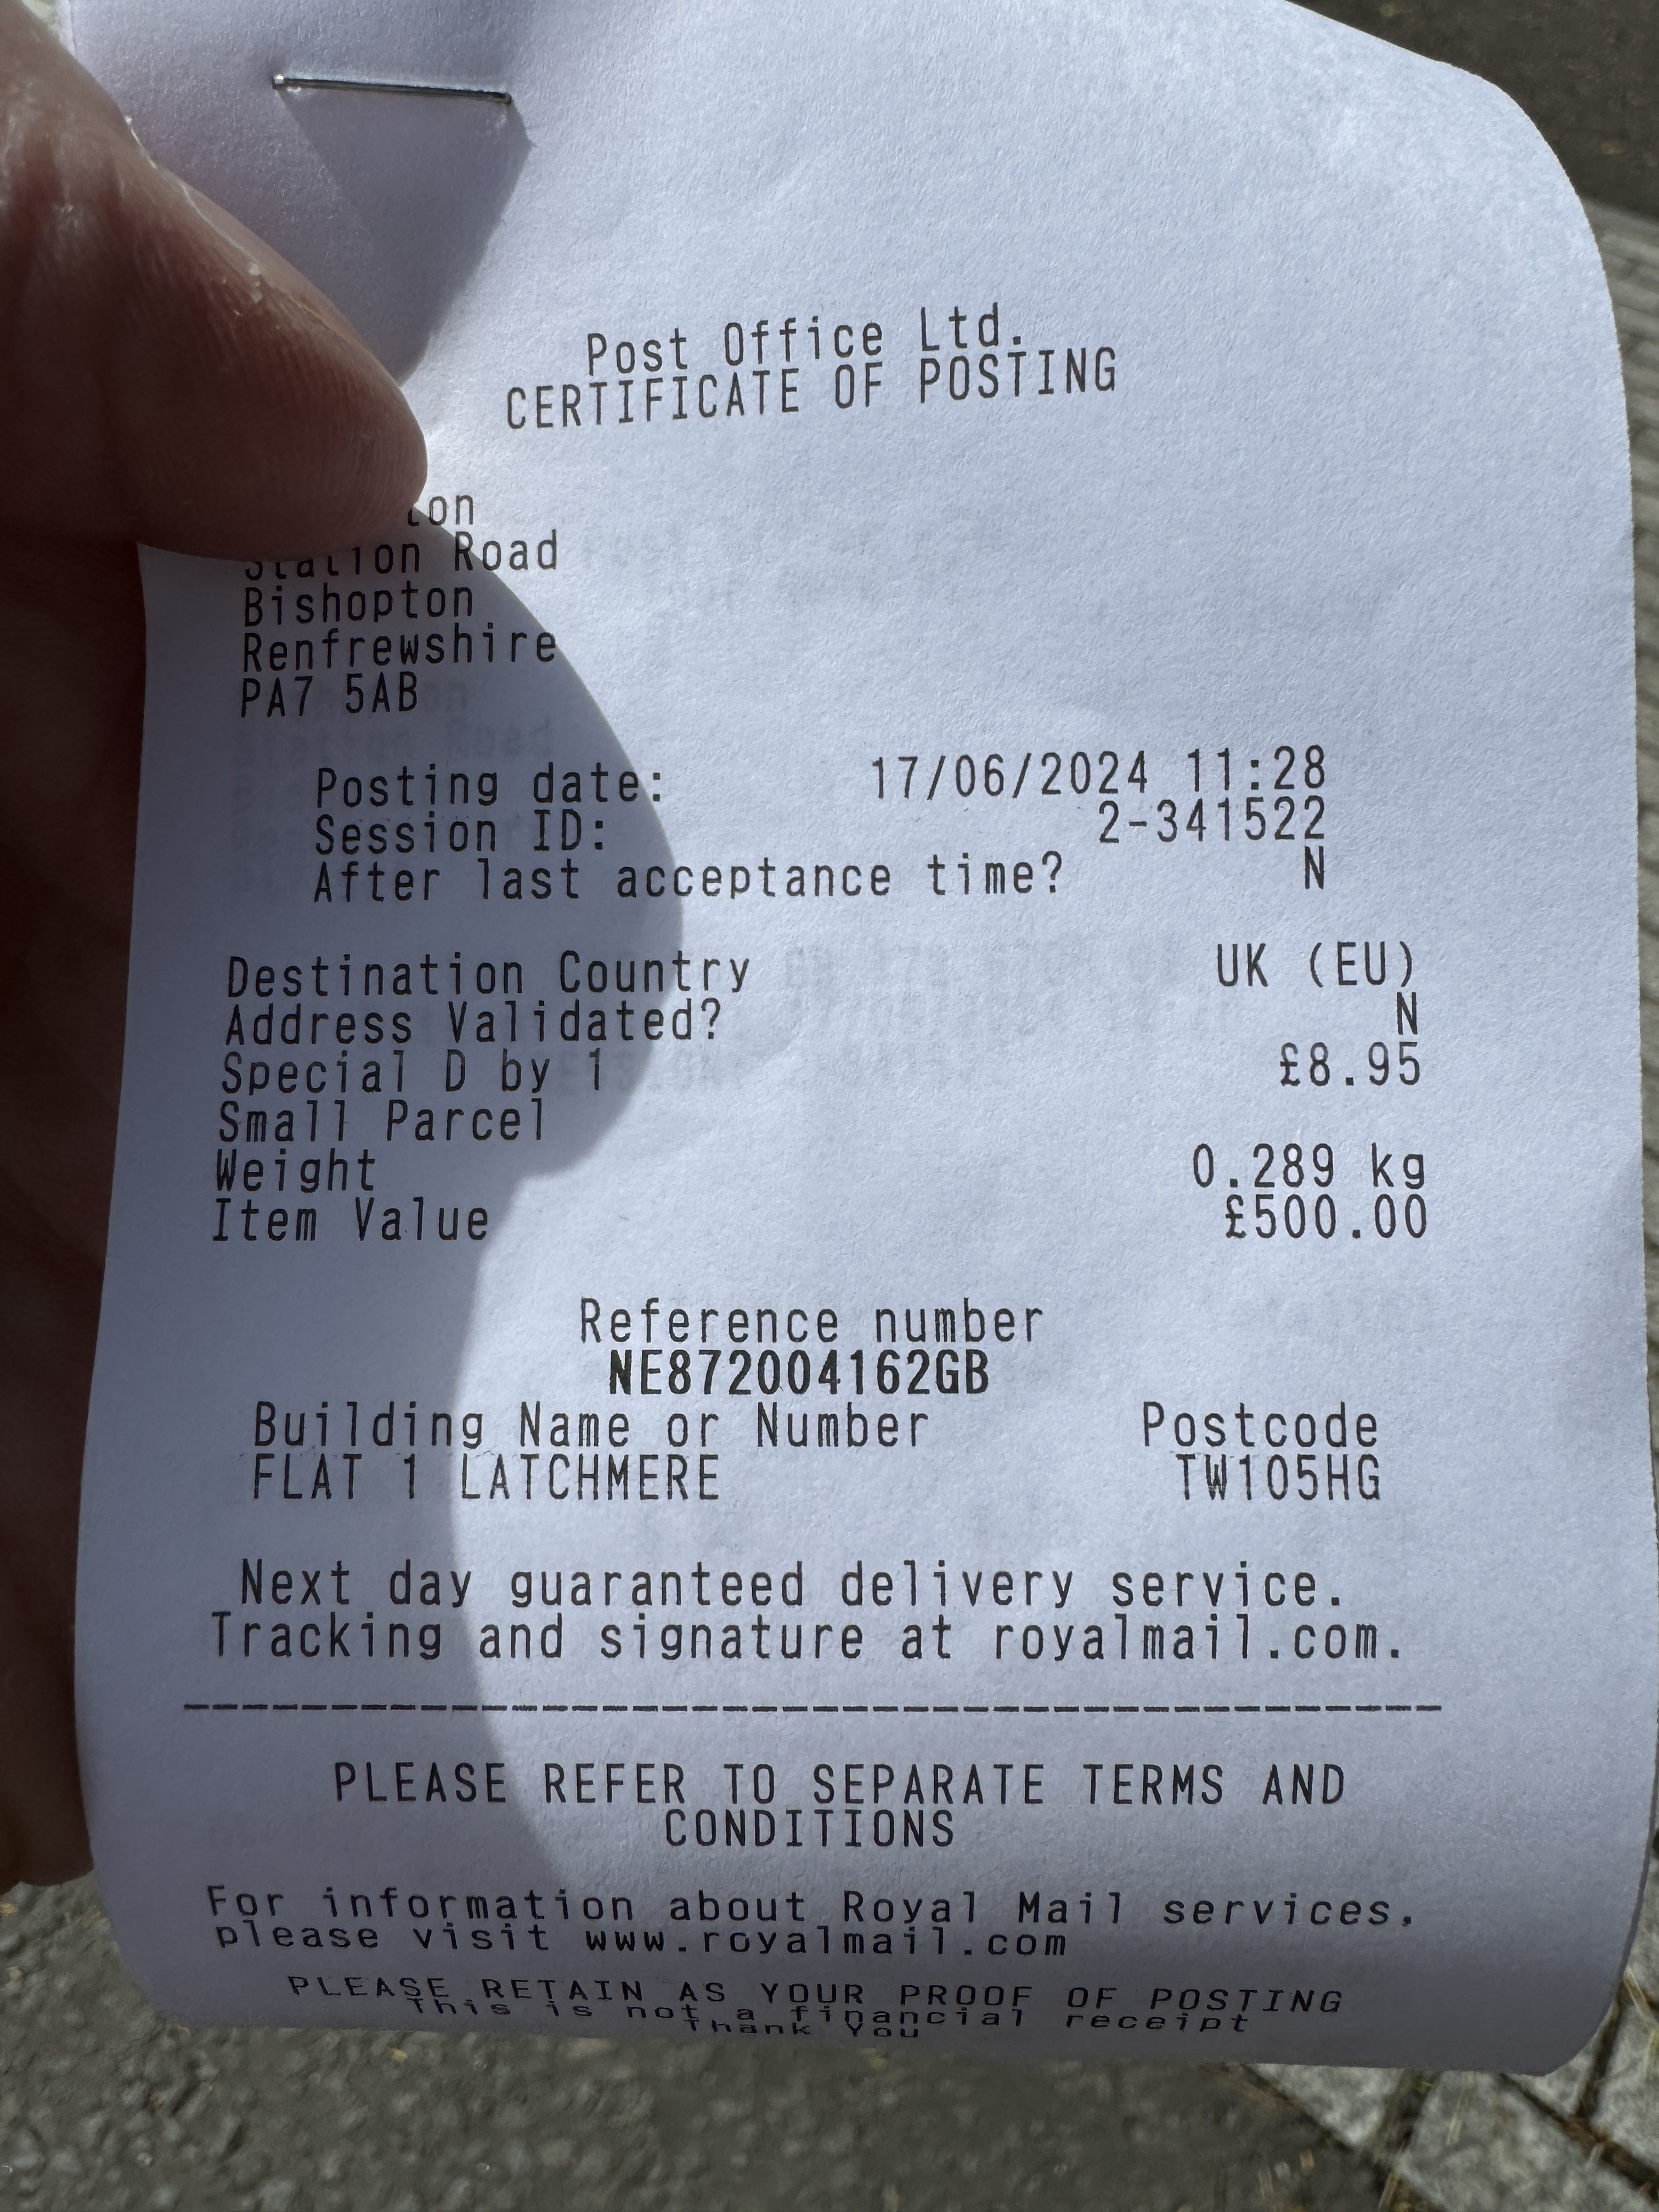 Post Office Ltd.
CERTIFICATE OF POSTING
Station Road
Bishopton
Renfrewshire
PA7 5AB
Posting date: 17/06/2024 11:28
Session ID: 2-341522
After last acceptance time? N
Destination Country UK (EU)
Address Validated? N
Special D by 1 £8.95
Small Parcel
Weight 0.289 kg
Item Value £500.00
Reference number
NE872004162GB
Building Name or Number Postcode
FLAT 1 LATCHMERE TW105HG
Next day guaranteed delivery service.
Tracking and signature at royalmail.com.
PLEASE REFER TO SEPARATE TERMS AND
CONDITIONS
For information about Royal Mail services,
please visit www.royalmail.com
PLEASE RETAIN AS YOUR PROOF OF POSTING
This is not a financial receipt
Thank You